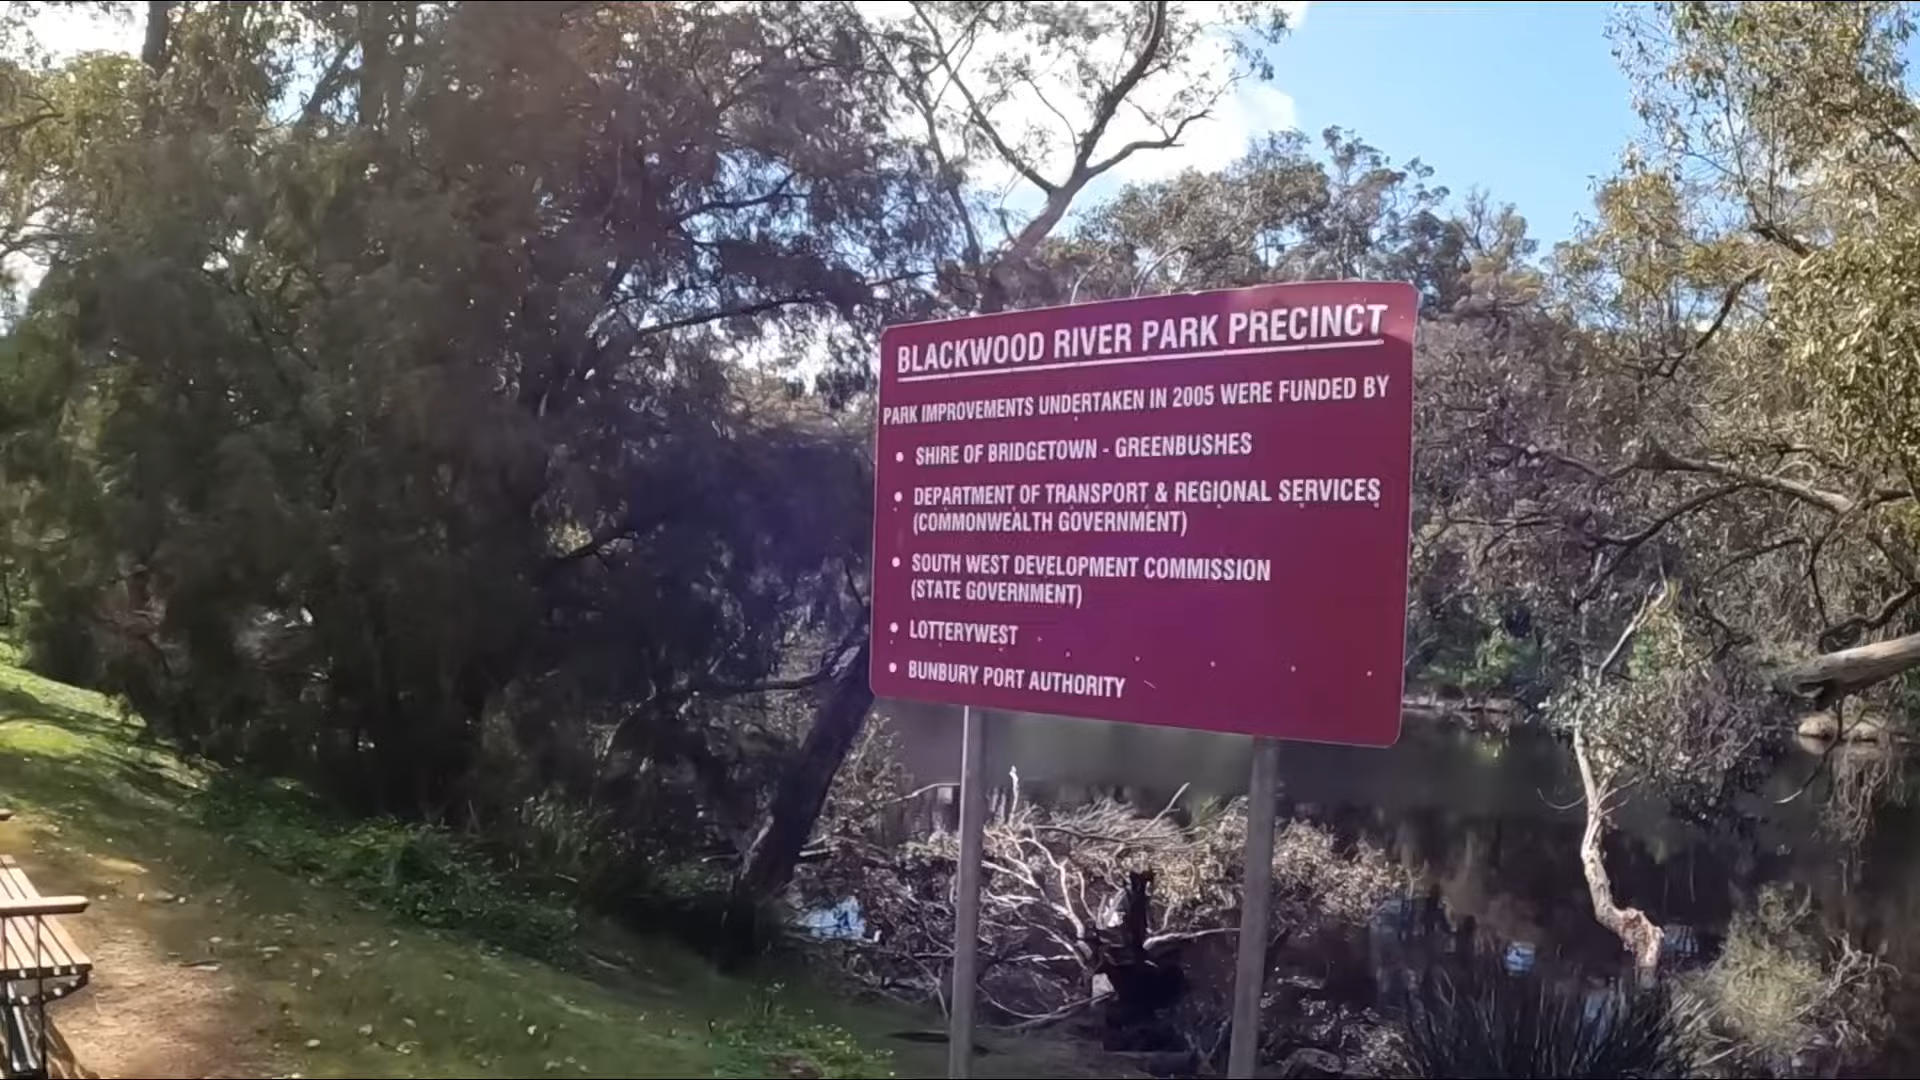 BLACKWOOD RIVER PARK PRECINCT
PARK IMPROVEMENTS UNDERTAKEN IN 2005 WERE FUNDED BY
• SHIRE OF BRIDGETOWN - GREENBUSHES
• DEPARTMENT OF TRANSPORT & REGIONAL SERVICES
(COMMONWEALTH GOVERNMENT)
• SOUTH WEST DEVELOPMENT COMMISSION
(STATE GOVERNMENT)
• LOTTERYWEST
• BUNBURY PORT AUTHORITY